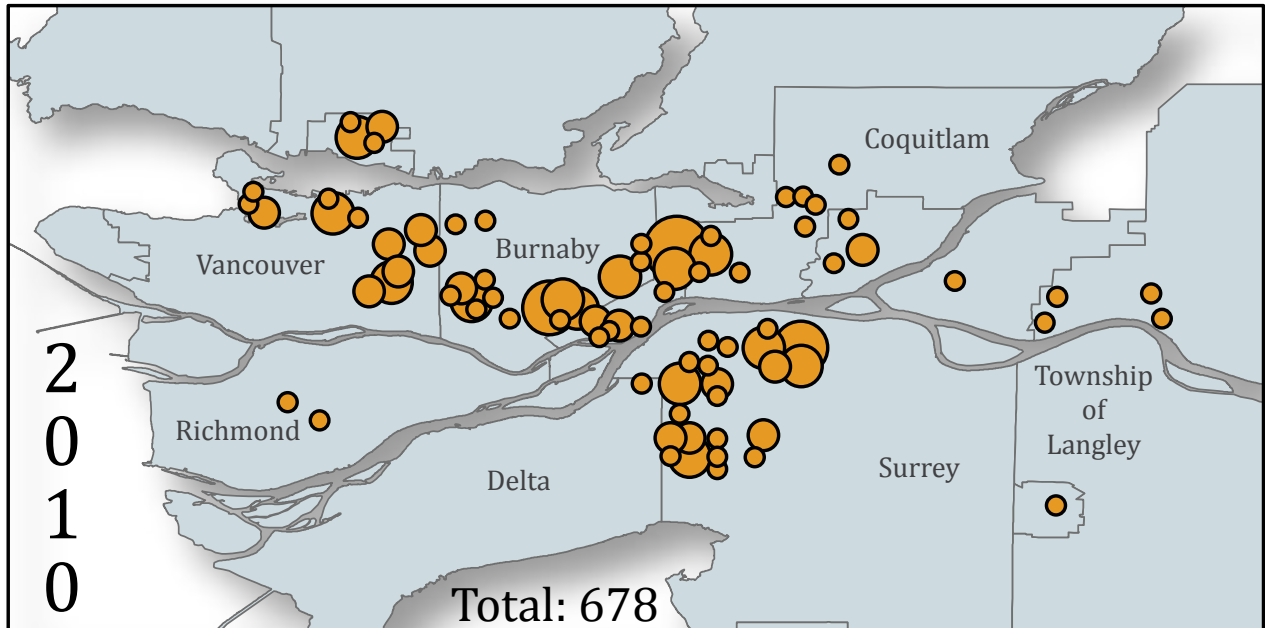 Coquitlam
Burnaby
Vancouver
2
0
1
0
Township
of
Langley
Richmond
Surrey
Delta
Total: 678